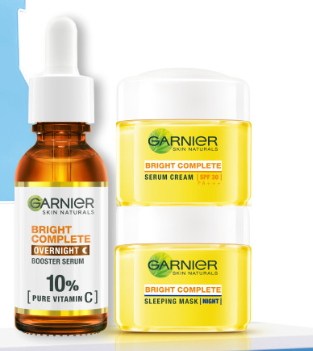 GARNIER
SKIN NATURALS
BRIGHT
COMPLETE
OVERNIGHT
BOOSTER SERUM
10%
[PURE VITAMIN C]
GARNIER
SKIN NATURALS
BRIGHT COMPLETE
SERUM CREAM | SPF 30 |
PA+++
GARNIER
SKIN NATURALS
BRIGHT COMPLETE
SLEEPING MASK |NIGHT|